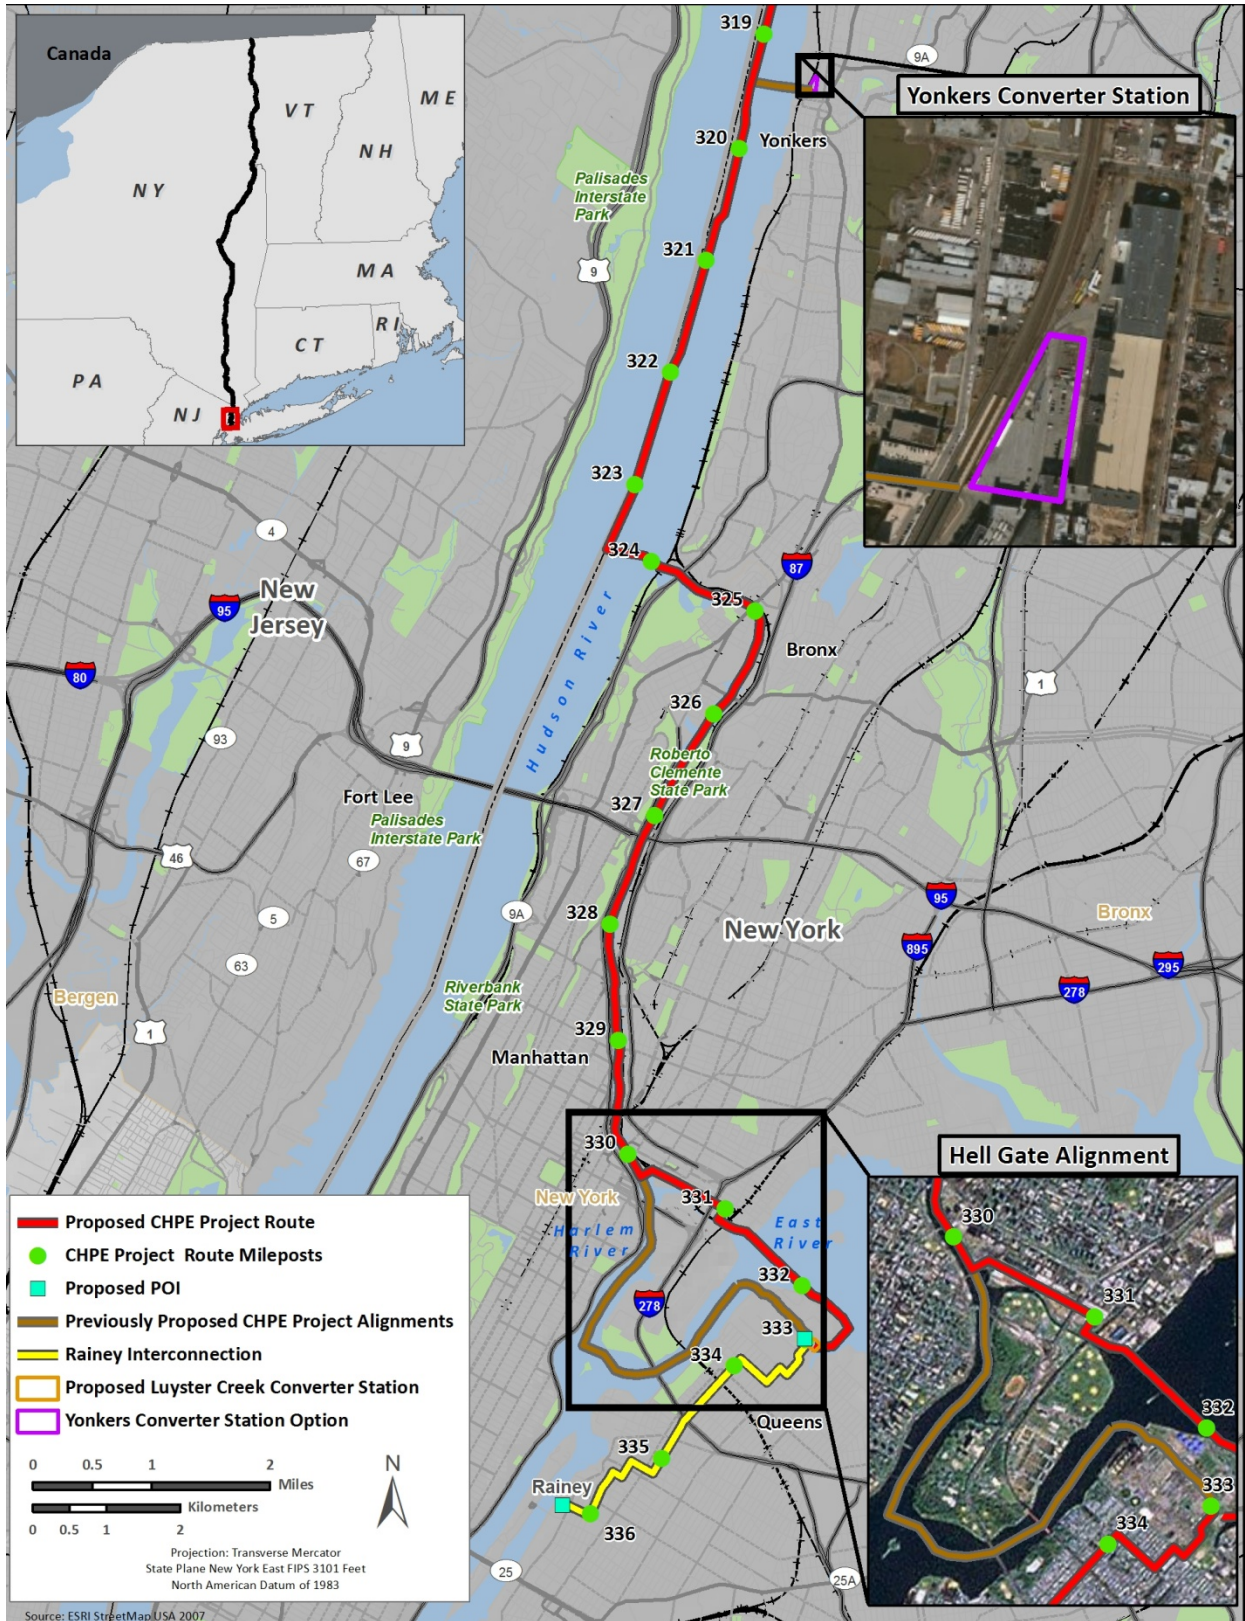 Canada
VT
ME
NH
NY
MA
RI
CT
PA
NJ
319
9A
Yonkers Converter Station
320
Yonkers
Palisades
Interstate
Park
321
9
322
323
4
324
87
New
Jersey
95
325
Hudson River
Bronx
80
1
326
93
9
Roberto
Clemente
State Park
Fort Lee
327
Palisades
Interstate Park
46
67
95
9A
5
328
New York
Bronx
895
63
295
278
Riverbank
State Park
Bergen
1
329
Manhattan
330
Hell Gate Alignment
New York
331
East
River
Harlem
River
332
278
333
334
Queens
335
Rainey
336
25
25A
330
331
332
333
334
Proposed CHPE Project Route
CHPE Project Route Mileposts
Proposed POI
Previously Proposed CHPE Project Alignments
Rainey Interconnection
Proposed Luyster Creek Converter Station
Yonkers Converter Station Option
0 0.5 1 2
Miles
Kilometers
0 0.5 1 2
N
Projection: Transverse Mercator
State Plane New York East FIPS 3101 Feet
North American Datum of 1983
Source: ESRI StreetMap USA 2007